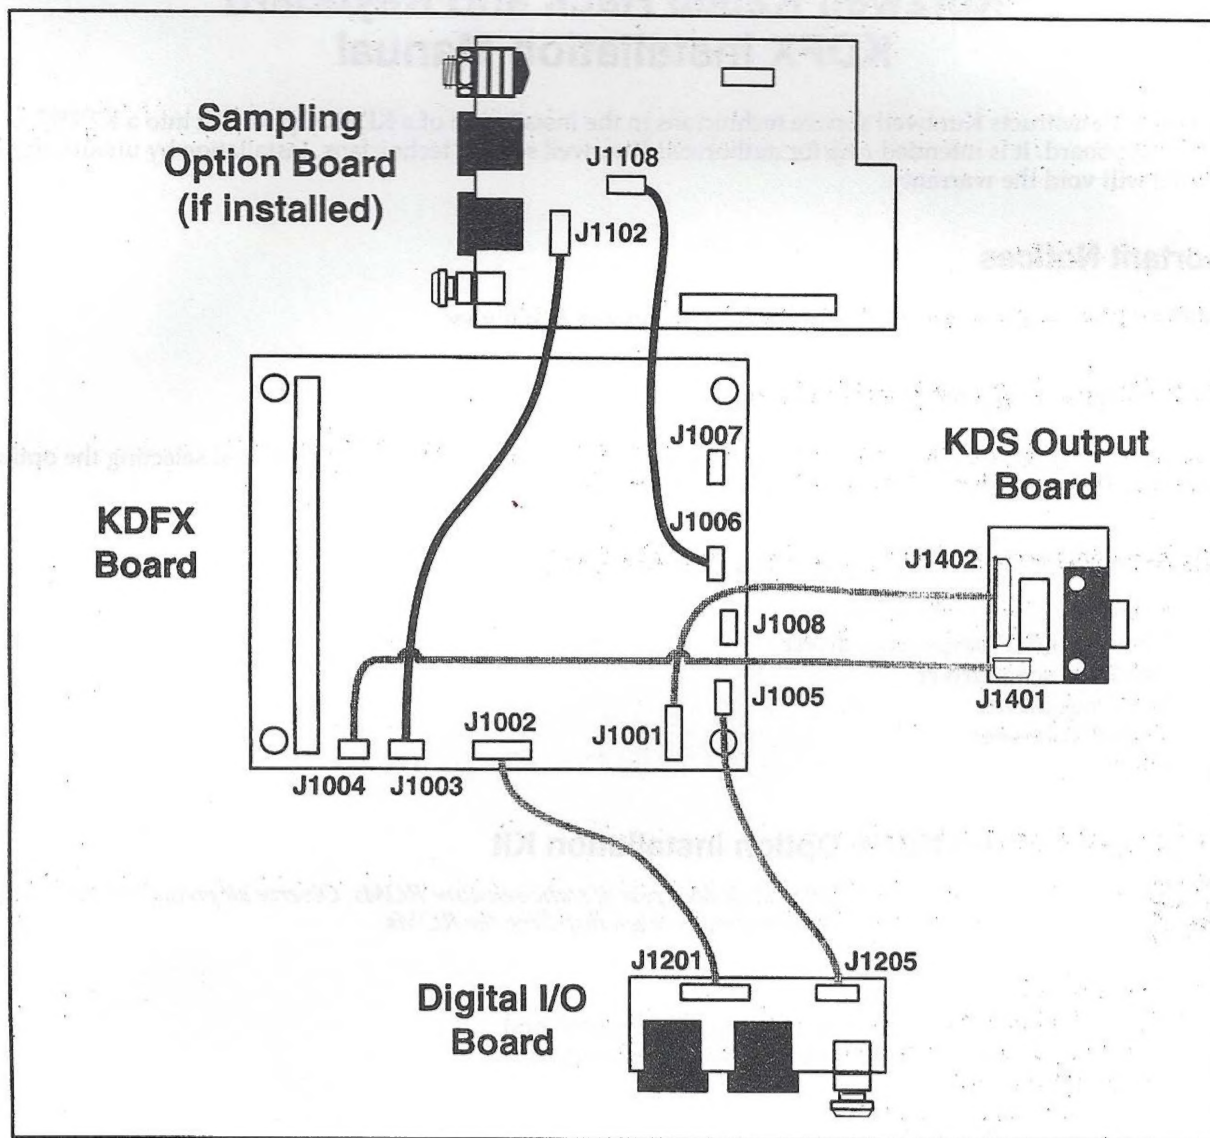 Sampling
Option Board
(if installed)
J1108
J1102
KDFX
Board
J1007
J1006
J1008
J1005
J1002
J1001
J1004
J1003
KDS Output
Board
J1402
J1401
J1201
J1205
Digital I/O
Board